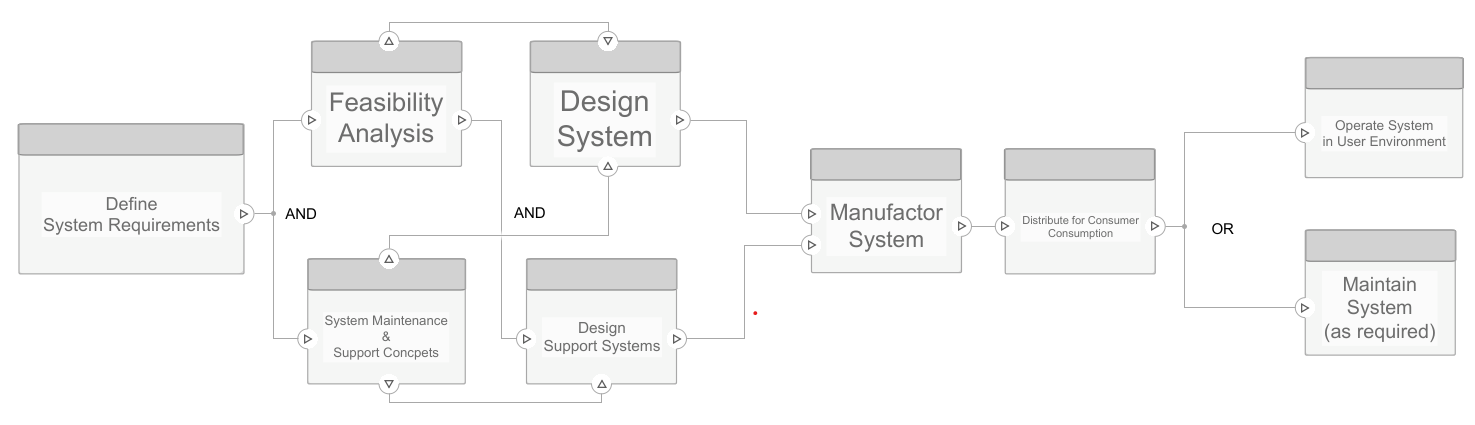 Define
System Requirements
AND
Feasibility
Analysis
System Maintenance
&
Support Concpets
AND
Design
System
Design
Support Systems
Manufactor
System
Distribute for Consumer
Consumption
OR
Operate System
in User Environment
Maintain
System
(as required)